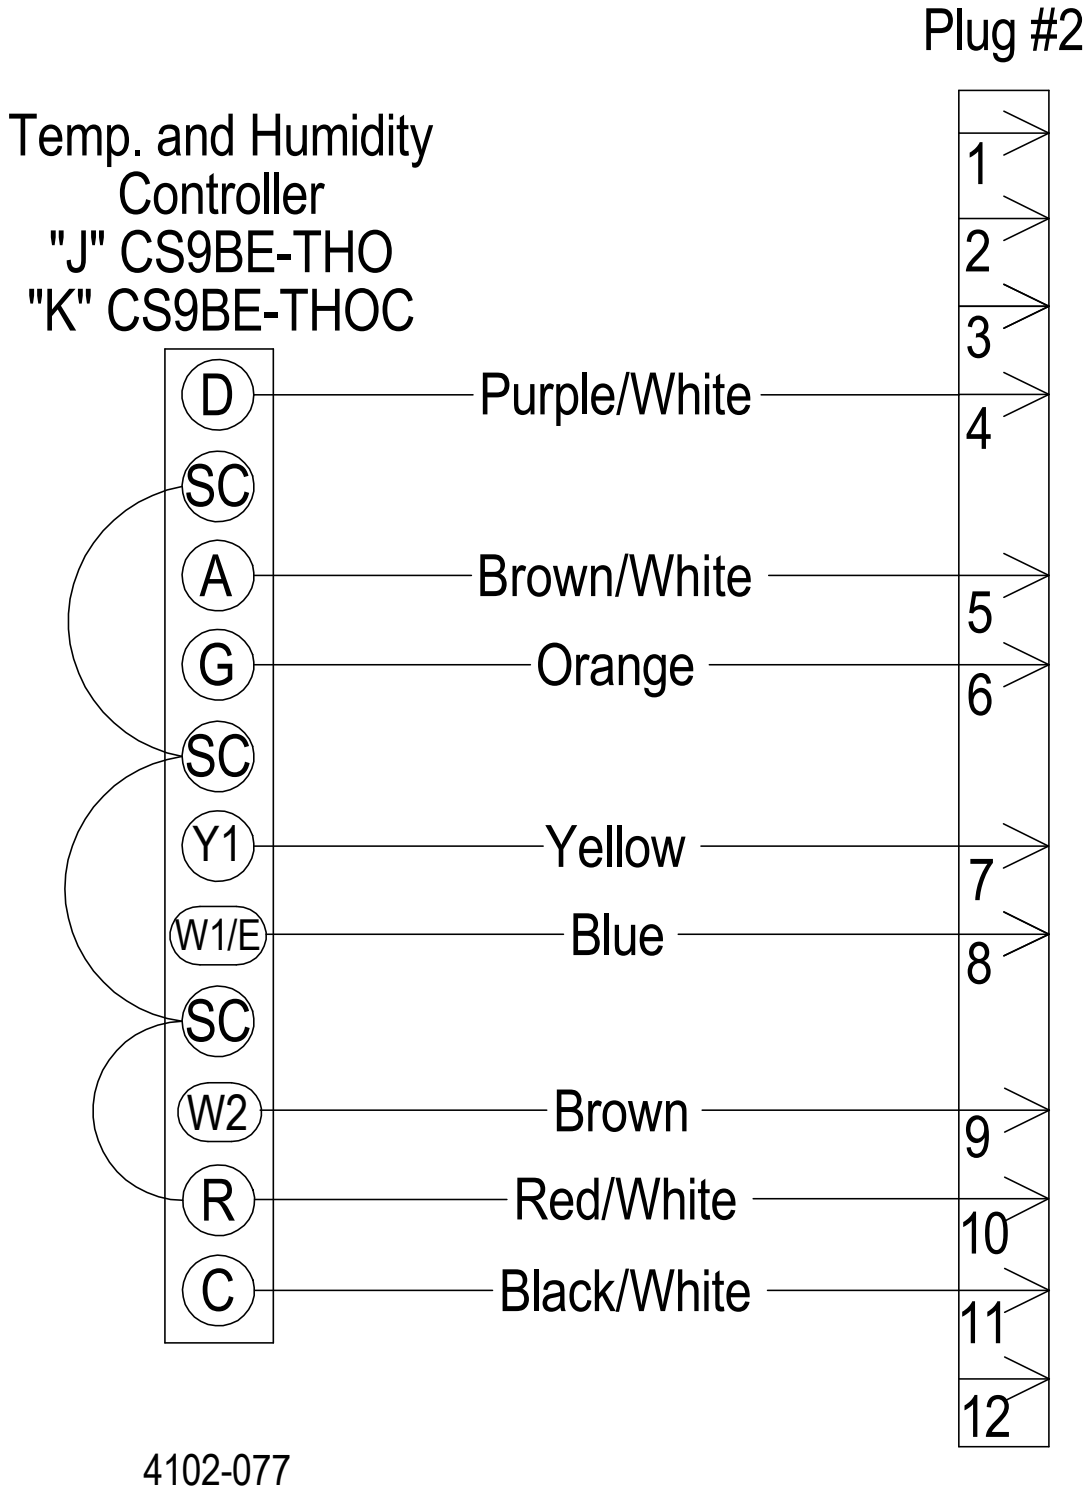 Plug #2
Temp. and Humidity
Controller
"J" CS9BE-THO
"K" CS9BE-THOC
1
2
3
D Purple/White 4
SC
A Brown/White 5
G Orange 6
SC
Y1 Yellow 7
W1/E Blue 8
SC
W2 Brown 9
R Red/White 10
C Black/White 11
12
4102-077